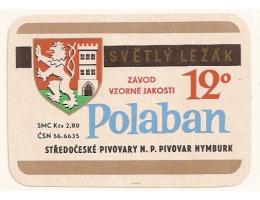 SVĚTLÝ LEŽÁK
ZÁVOD
VZORNÉ JAKOSTI
12°
SMC Kčs 2,80
ČSN 56.6635
Polaban
STŘEDOČESKÉ PIVOVARY N. P. PIVOVAR NYMBURK